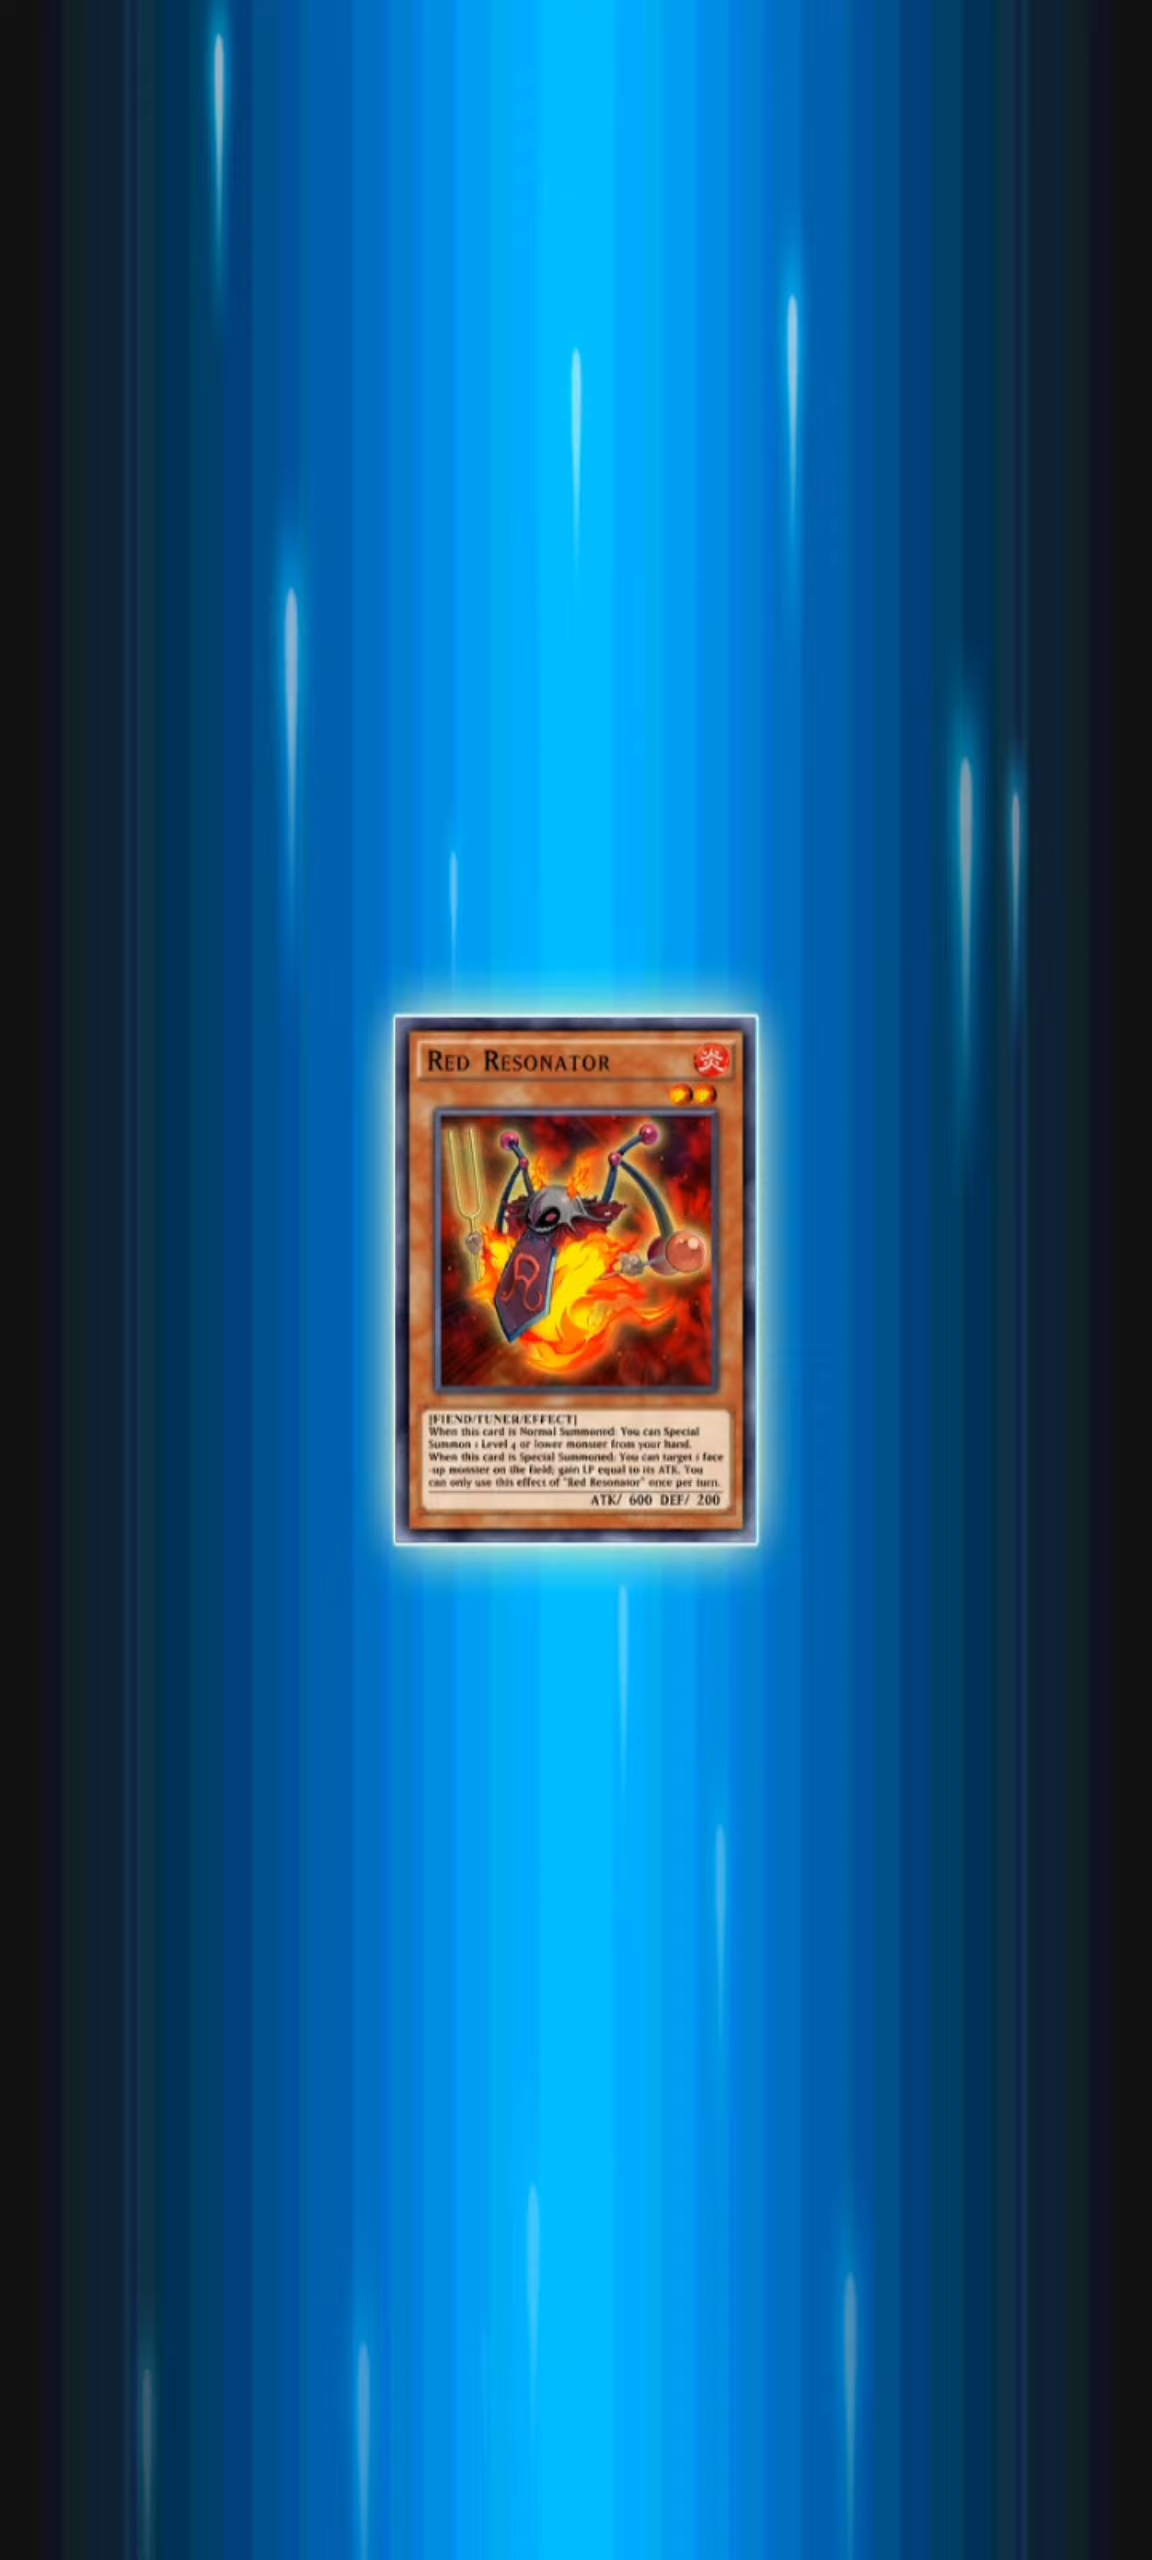 RED RESONATOR
炎
[FIEND/TUNER/EFFECT]
When this card is Normal Summoned: You can Special
Summon 1 Level 4 or lower monster from your hand.
When this card is Special Summoned: You can target 1 face
-up monster on the field; gain LP equal to its ATK. You
can only use this effect of "Red Resonator" once per turn.
ATK/ 600 DEF/ 200